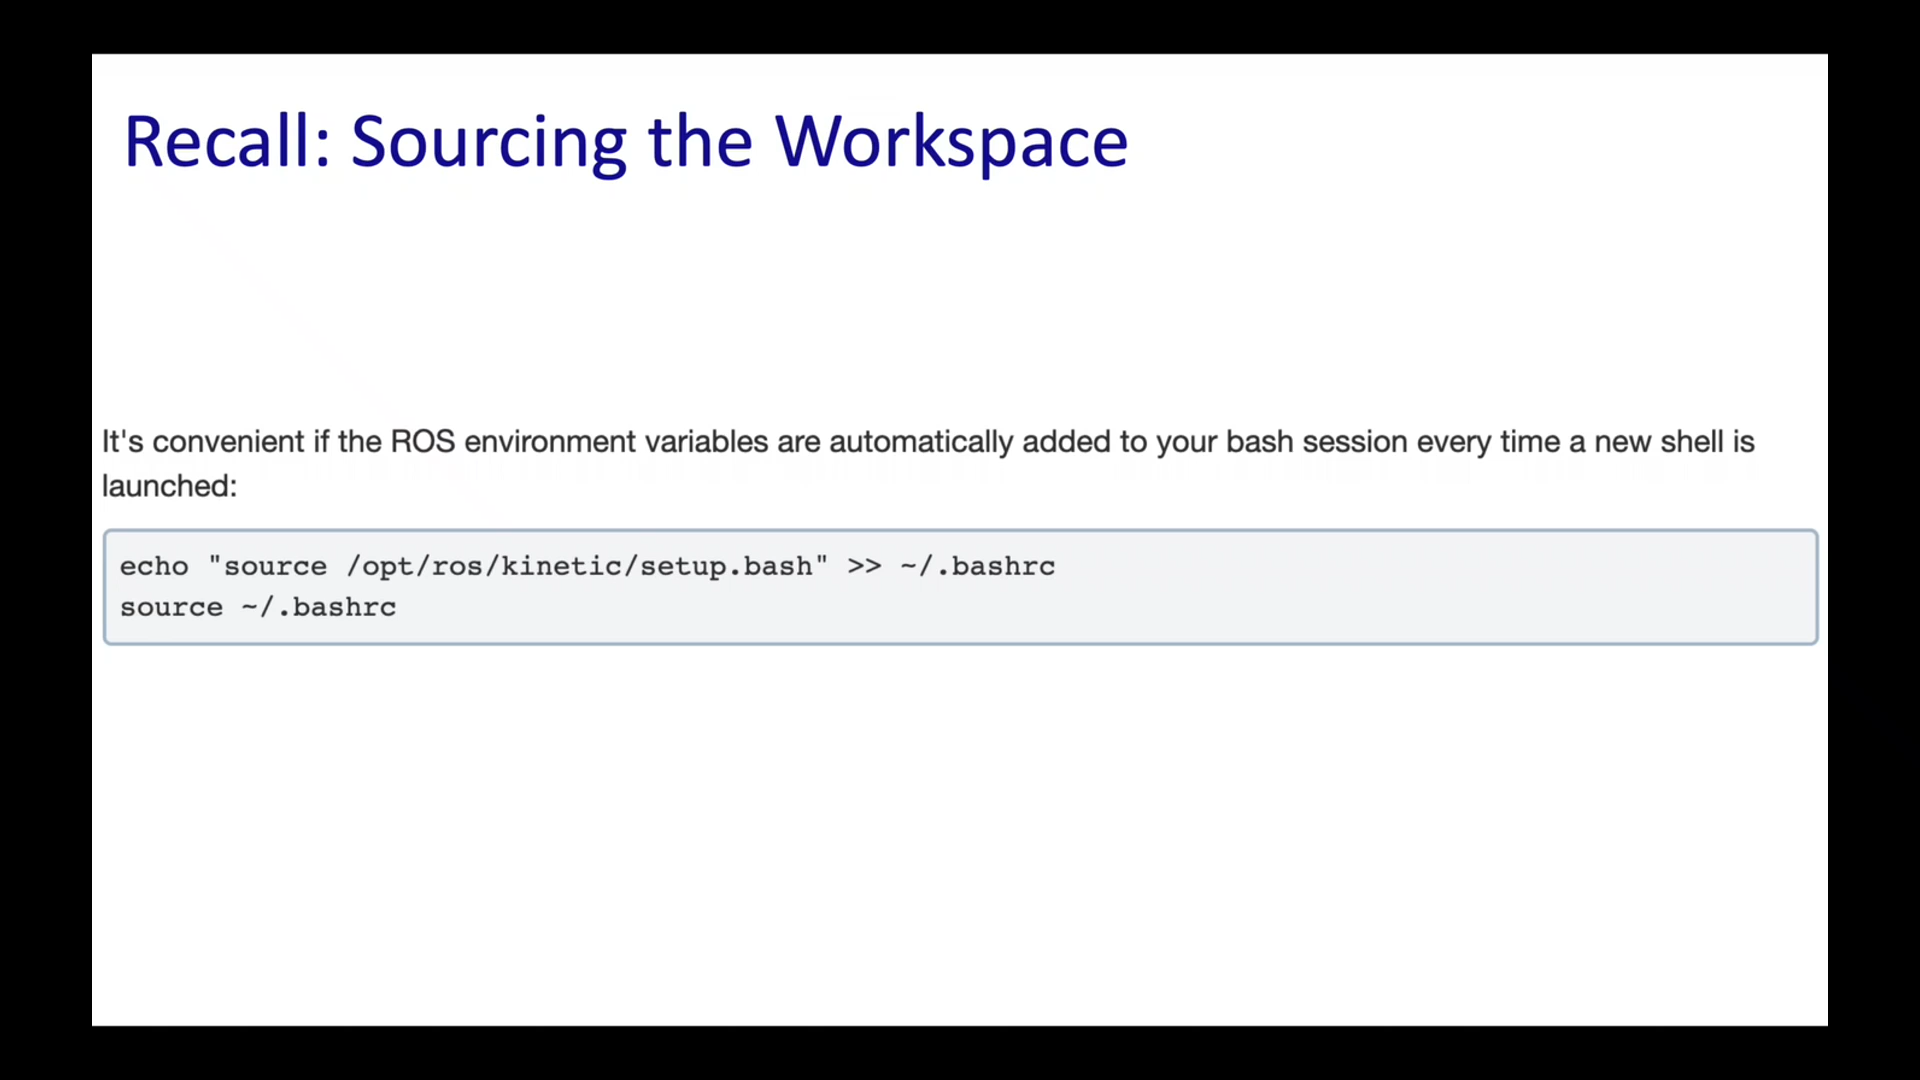 Recall: Sourcing the Workspace
It's convenient if the ROS environment variables are automatically added to your bash session every time a new shell is
launched:
echo "source /opt/ros/kinetic/setup.bash" >> ~/.bashrc
source ~/.bashrc